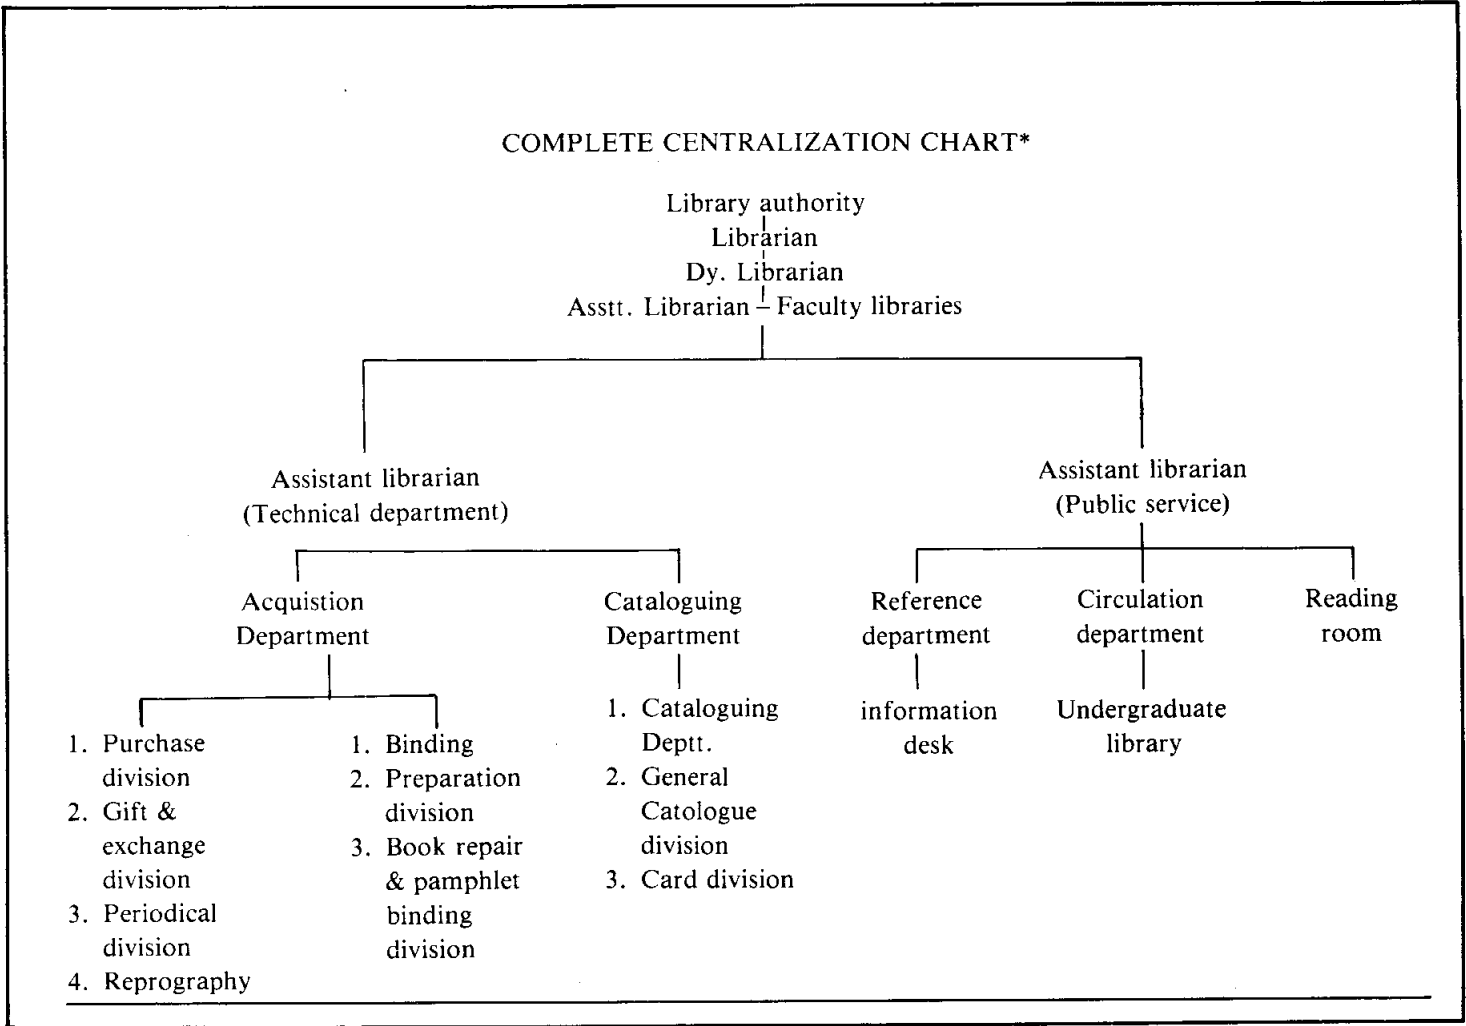 COMPLETE CENTRALIZATION CHART*
Library authority
Librarian
Dy. Librarian
Asstt. Librarian – Faculty libraries
Assistant librarian
(Technical department)
Assistant librarian
(Public service)
Acquistion
Department
Cataloguing
Department
Reference
department
Circulation
department
Reading
room
1. Purchase
division
2. Gift &
exchange
division
3. Periodical
division
4. Reprography
1. Binding
2. Preparation
division
3. Book repair
& pamphlet
binding
division
1. Cataloguing
Deptt.
2. General
Catologue
division
3. Card division
information
desk
Undergraduate
library